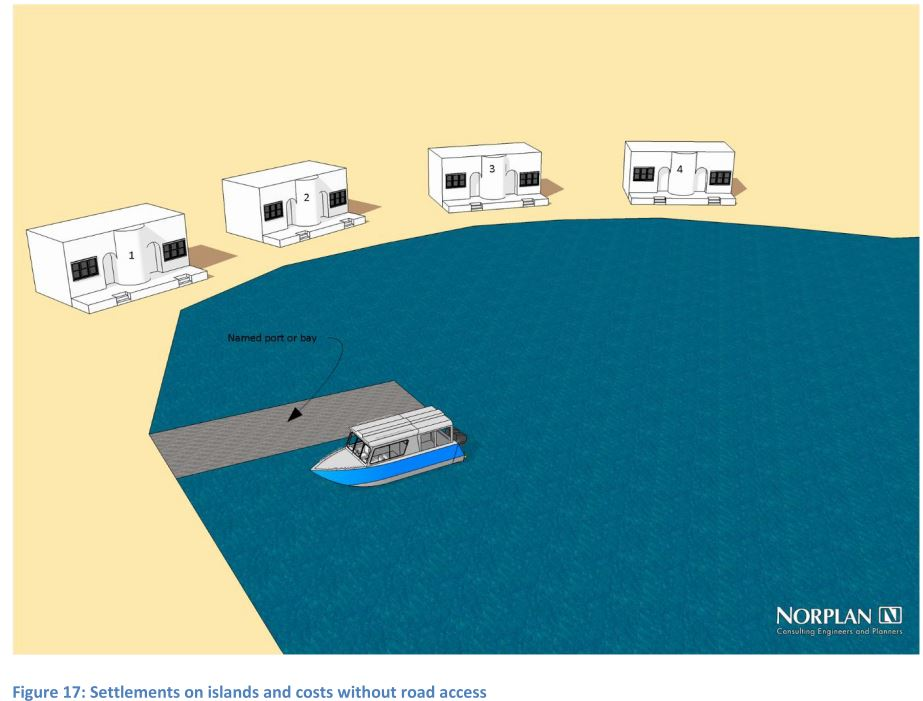 3
4
2
1
Named port or bay
NORPLAN N
Consulting Engineers and Planners
Figure 17: Settlements on islands and costs without road access